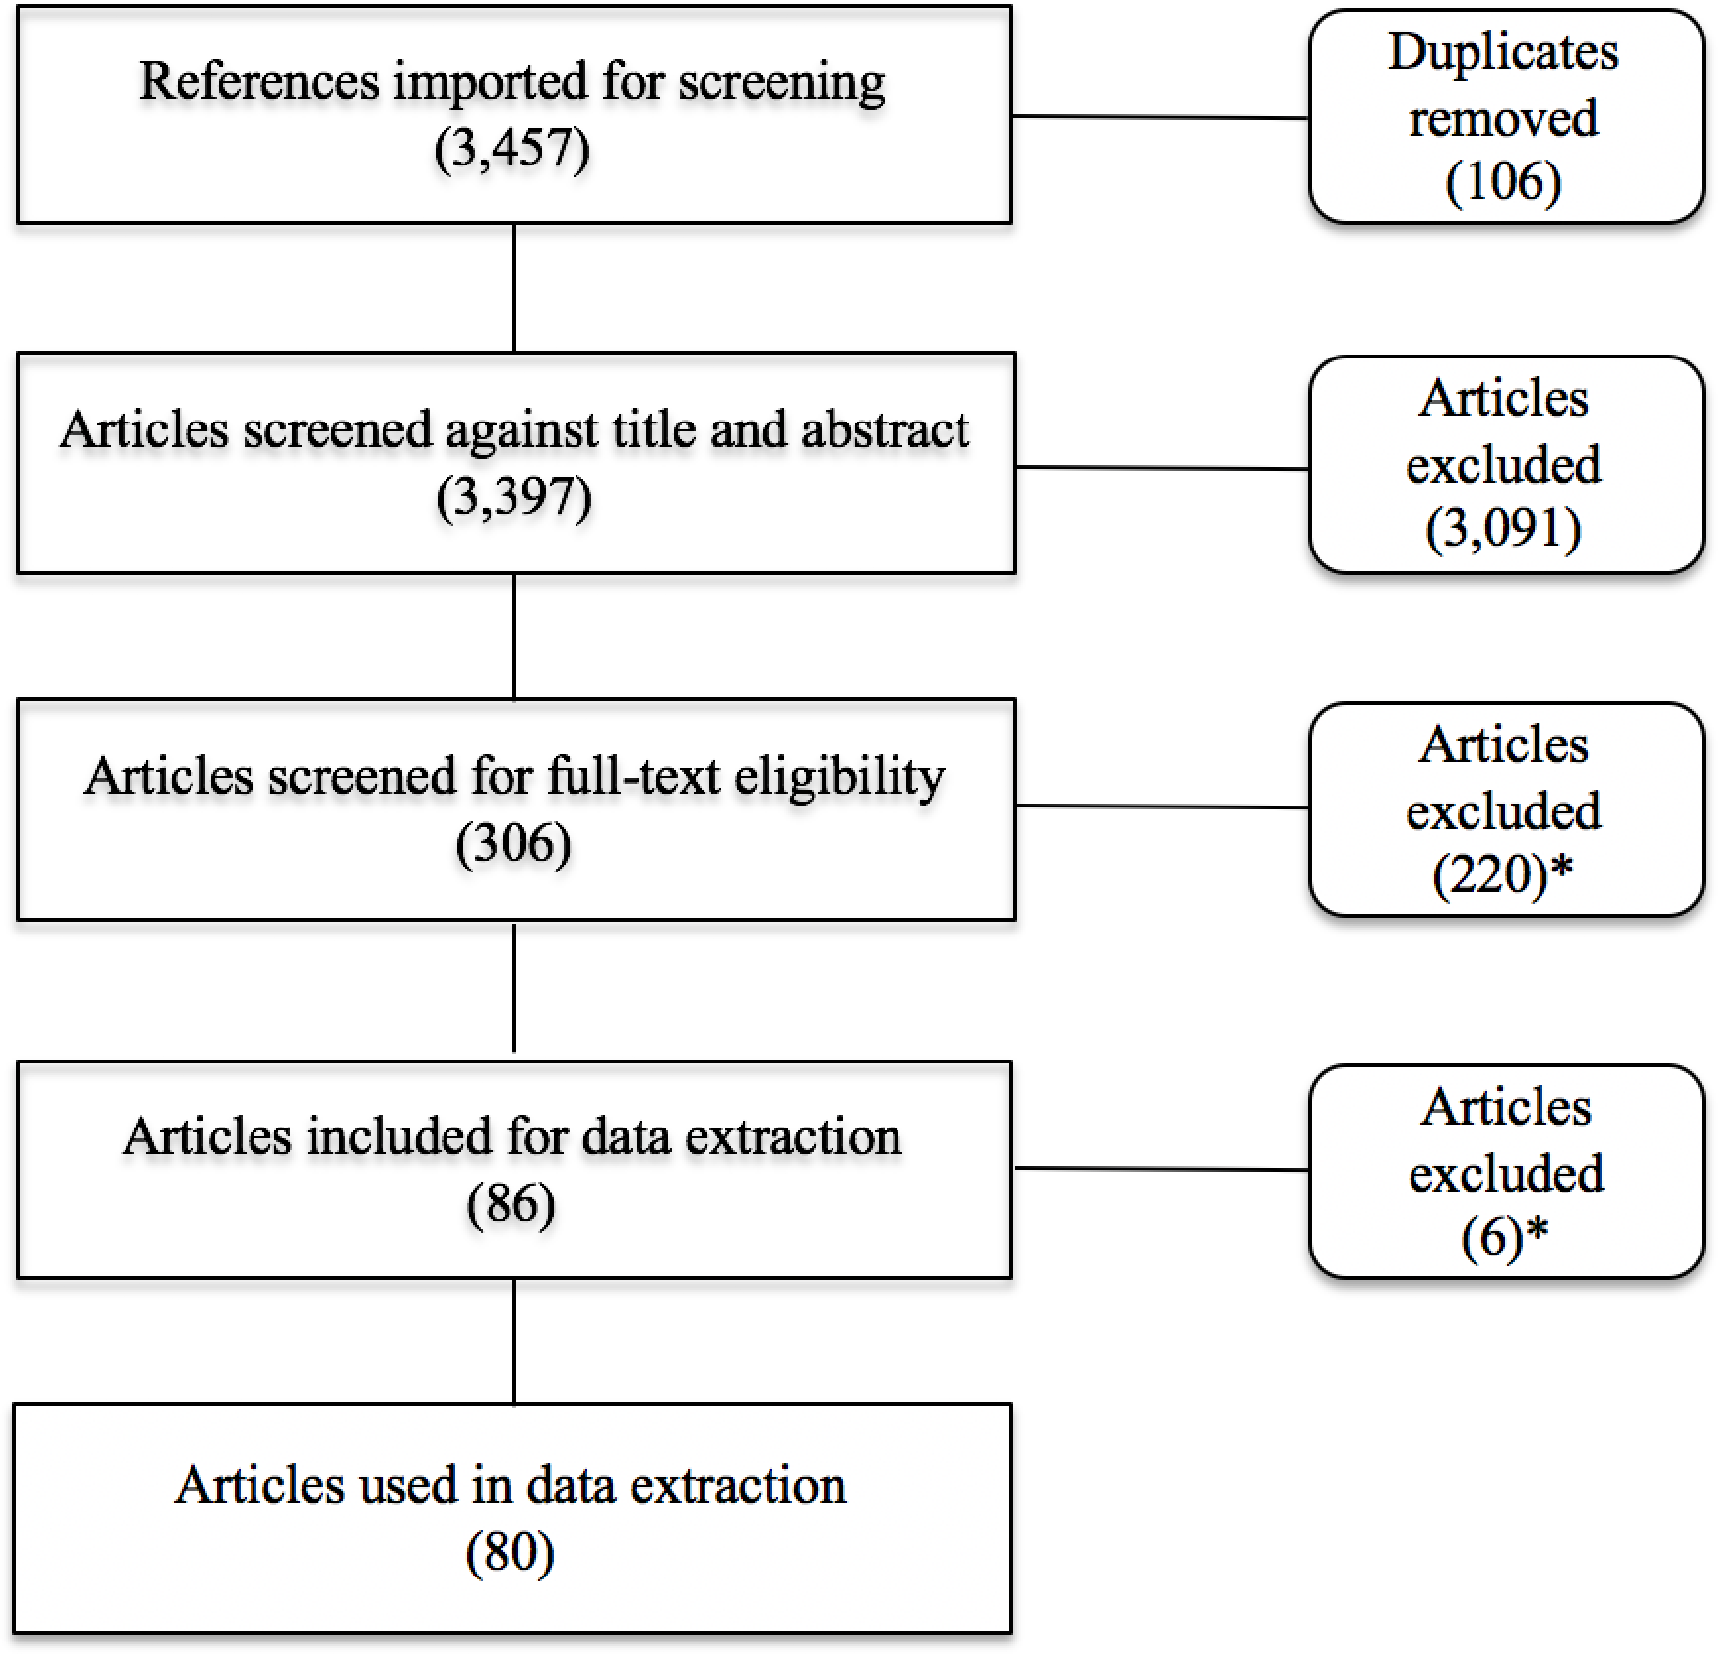 References imported for screening
(3,457)
Duplicates
removed
(106)
Articles screened against title and abstract
(3,397)
Articles
excluded
(3,091)
Articles screened for full-text eligibility
(306)
Articles
excluded
(220)*
Articles included for data extraction
(86)
Articles
excluded
(6)*
Articles used in data extraction
(80)